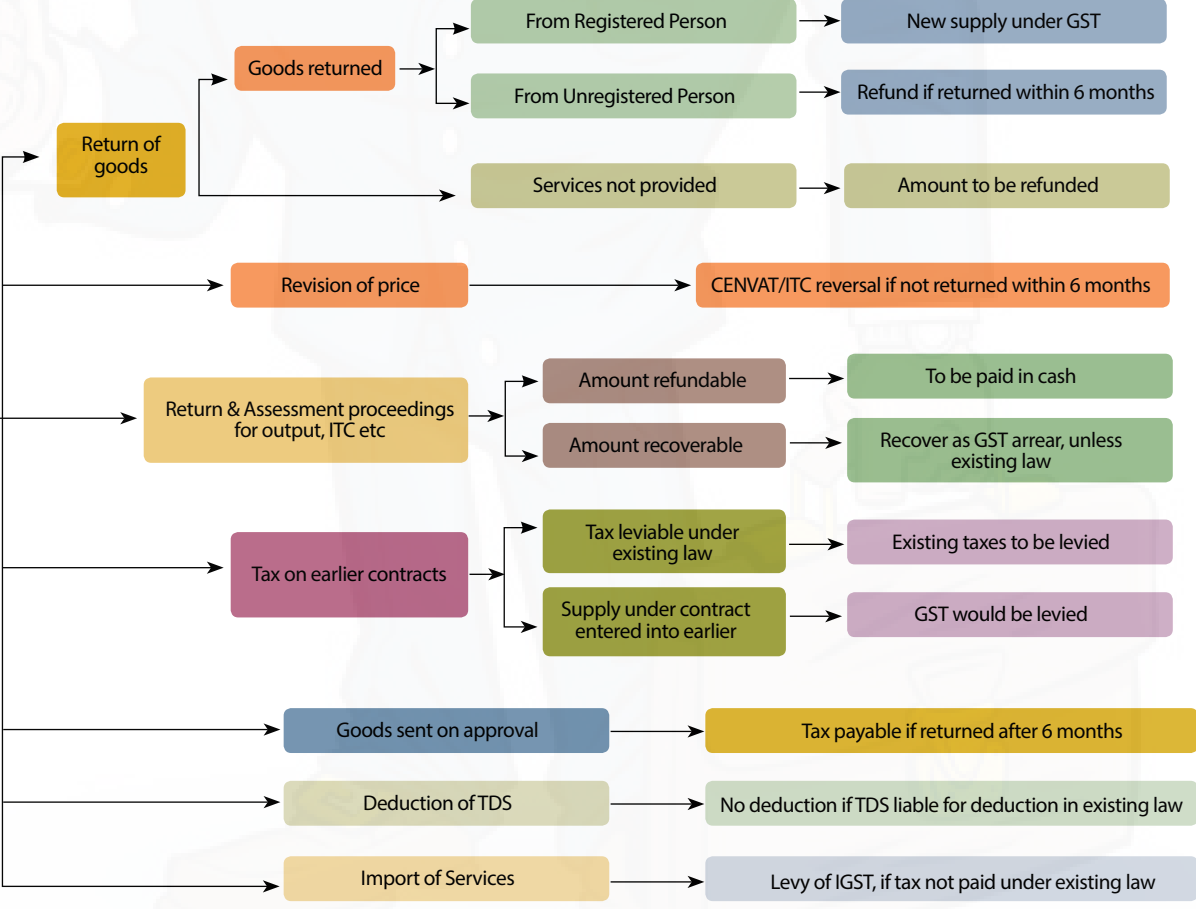 From Registered Person
New supply under GST
Goods returned
From Unregistered Person
Refund if returned within 6 months
Return of
goods
Services not provided
Amount to be refunded
Revision of price
CENVAT/ITC reversal if not returned within 6 months
Return & Assessment proceedings
for output, ITC etc
Amount refundable
To be paid in cash
Amount recoverable
Recover as GST arrear, unless
existing law
Tax on earlier contracts
Tax leviable under
existing law
Existing taxes to be levied
Supply under contract
entered into earlier
GST would be levied
Goods sent on approval
Tax payable if returned after 6 months
Deduction of TDS
No deduction if TDS liable for deduction in existing law
Import of Services
Levy of IGST, if tax not paid under existing law